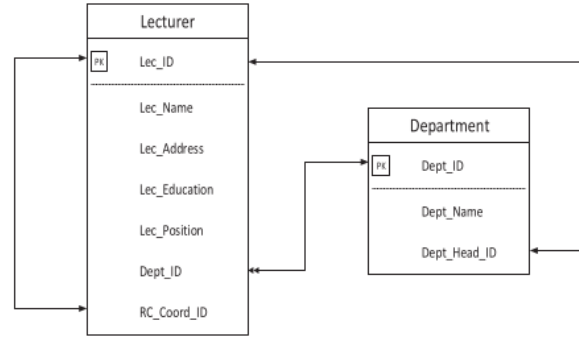 Lecturer
PK Lec_ID
Lec_Name
Lec_Address
Lec_Education
Lec_Position
Dept_ID
RC_Coord_ID
Department
PK Dept_ID
Dept_Name
Dept_Head_ID